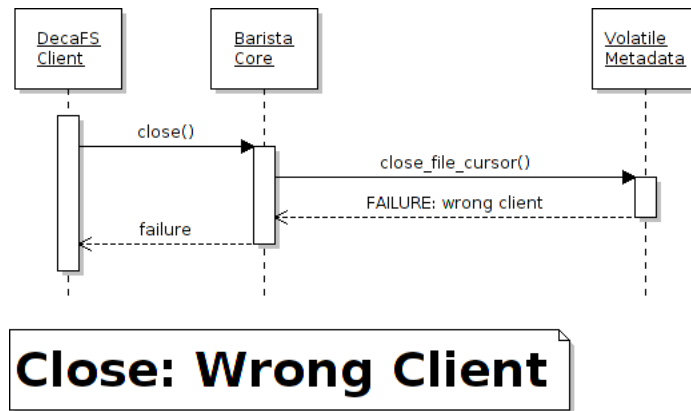 DecaFS
Client
Barista
Core
Volatile
Metadata
close()
close_file_cursor()
FAILURE: wrong client
failure
Close: Wrong Client